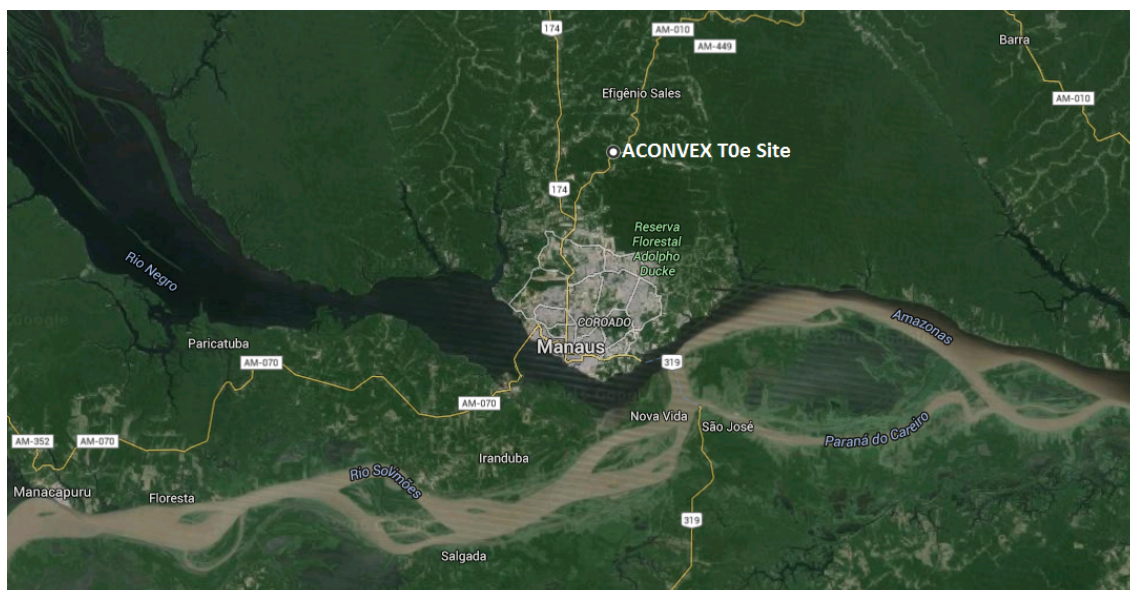 174
AM-010
AM-449
Barra
Efigênio Sales
AM-010
ACONVEX T0e Site
174
Reserva
Florestal
Adolpho
Ducke
Rio Negro
COROADO
Amazonas
Paricatuba
Manaus
319
AM-070
AM-070
Nova Vida
São José
Paraná do Careiro
AM-352
AM-070
Iranduba
Rio Solimões
Manacapuru
Floresta
319
Salgada